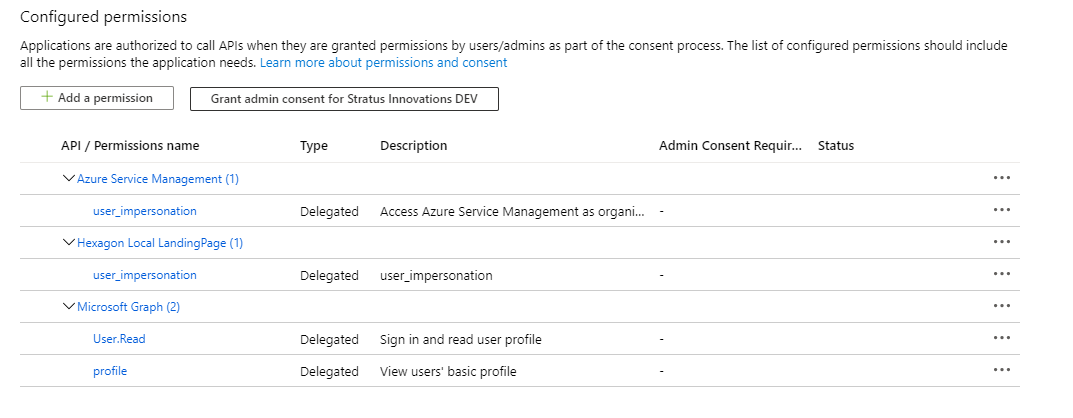 Configured permissions
Applications are authorized to call APIs when they are granted permissions by users/admins as part of the consent process. The list of configured permissions should include
all the permissions the application needs. Learn more about permissions and consent
+ Add a permission Grant admin consent for Stratus Innovations DEV
API / Permissions name Type Description Admin Consent Requir... Status
Azure Service Management (1) ...
user_impersonation Delegated Access Azure Service Management as organi... - ...
Hexagon Local LandingPage (1) ...
user_impersonation Delegated user_impersonation - ...
Microsoft Graph (2) ...
User.Read Delegated Sign in and read user profile - ...
profile Delegated View users' basic profile - ...